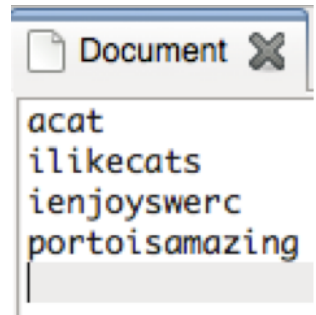 Document
acat
ilikecats
ienjoyswerc
portoisamazing